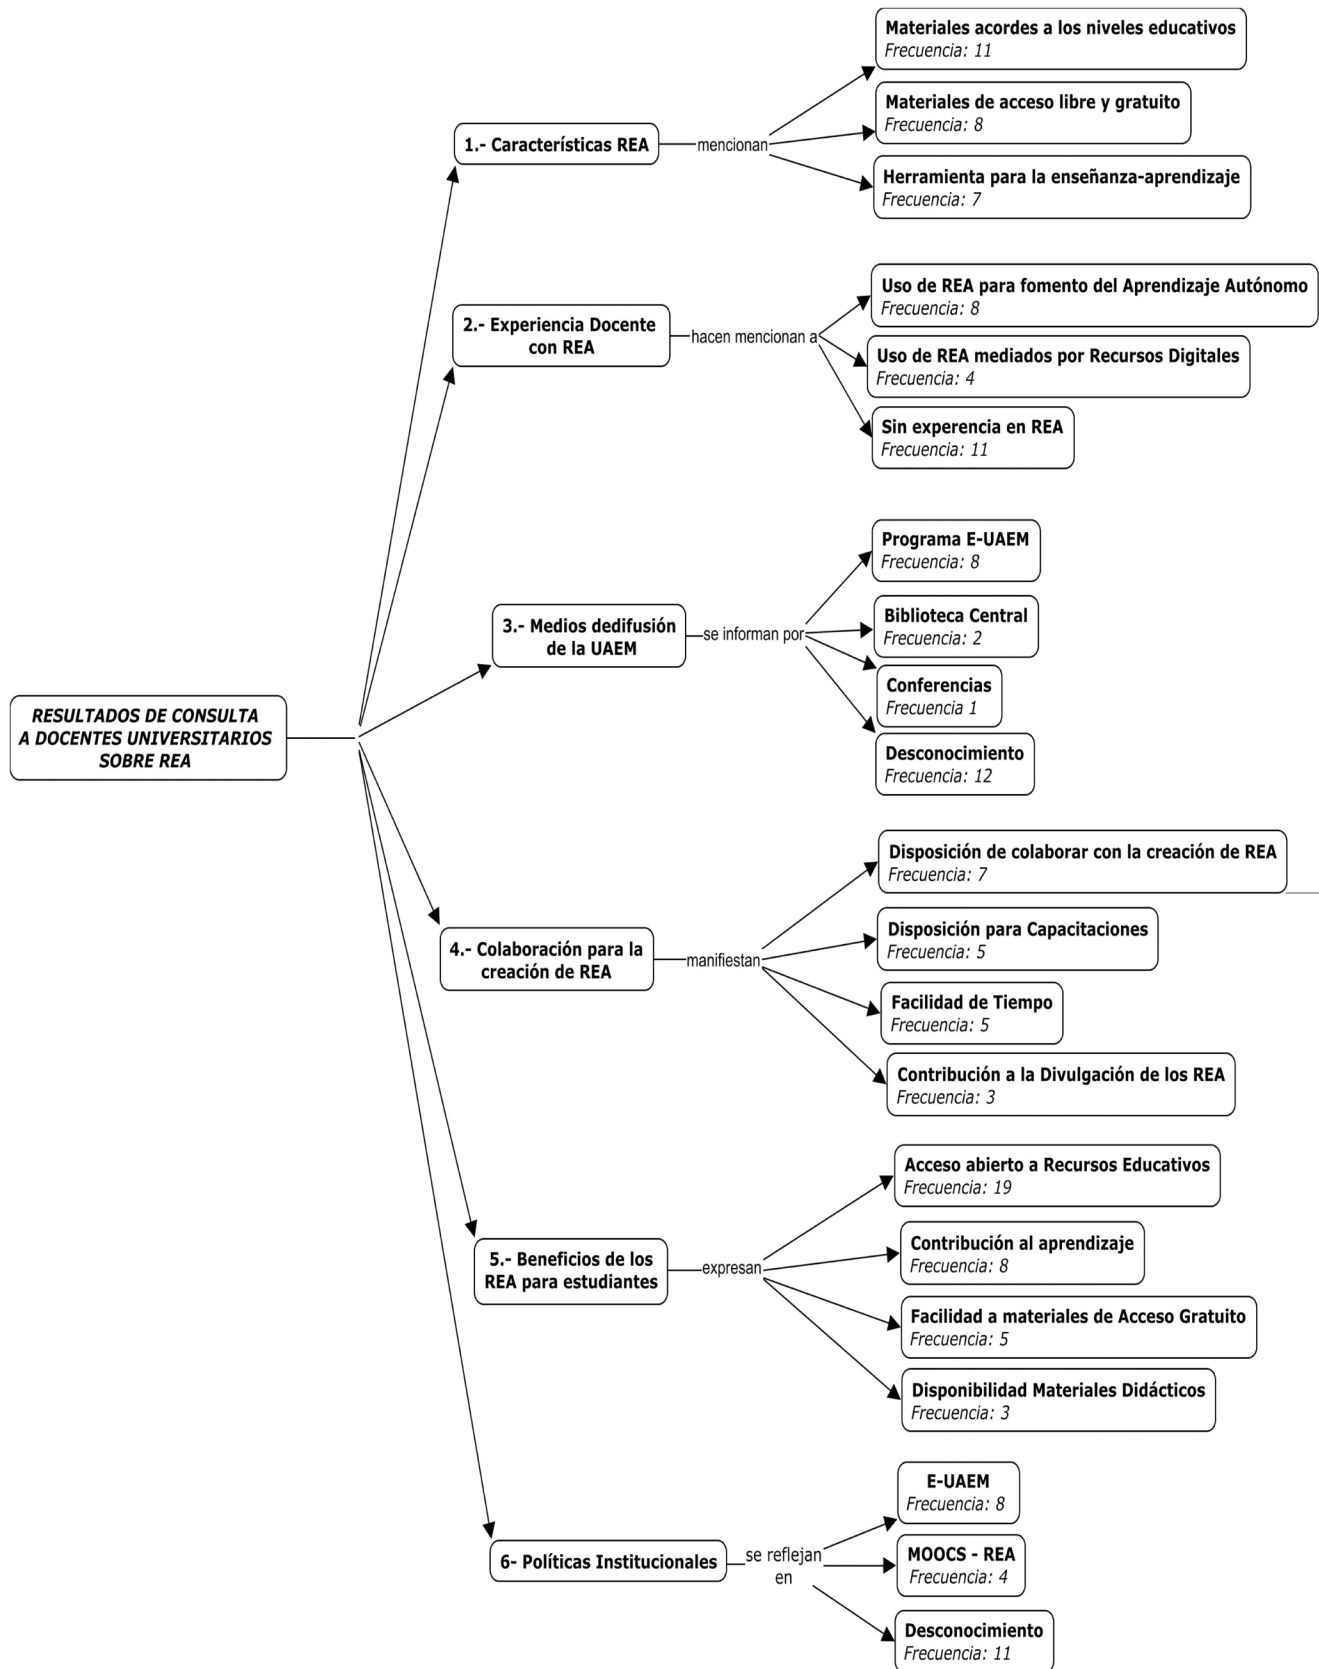 Materiales acordes a los niveles educativos
Frecuencia: 11
Materiales de acceso libre y gratuito
Frecuencia: 8
1.- Características REA
mencionan
Herramienta para la enseñanza-aprendizaje
Frecuencia: 7
Uso de REA para fomento del Aprendizaje Autónomo
Frecuencia: 8
2.- Experiencia Docente
con REA
hacen mencionan a
Uso de REA mediados por Recursos Digitales
Frecuencia: 4
Sin experencia en REA
Frecuencia: 11
Programa E-UAEM
Frecuencia: 8
3.- Medios dedifusión
de la UAEM
se informan por
Biblioteca Central
Frecuencia: 2
Conferencias
Frecuencia 1
Desconocimiento
Frecuencia: 12
RESULTADOS DE CONSULTA
A DOCENTES UNIVERSITARIOS
SOBRE REA
Disposición de colaborar con la creación de REA
Frecuencia: 7
4.- Colaboración para la
creación de REA
manifiestan
Disposición para Capacitaciones
Frecuencia: 5
Facilidad de Tiempo
Frecuencia: 5
Contribución a la Divulgación de los REA
Frecuencia: 3
Acceso abierto a Recursos Educativos
Frecuencia: 19
5.- Beneficios de los
REA para estudiantes
expresan
Contribución al aprendizaje
Frecuencia: 8
Facilidad a materiales de Acceso Gratuito
Frecuencia: 5
Disponibilidad Materiales Didácticos
Frecuencia: 3
E-UAEM
Frecuencia: 8
6- Políticas Institucionales
se reflejan
en
MOOCS - REA
Frecuencia: 4
Desconocimiento
Frecuencia: 11